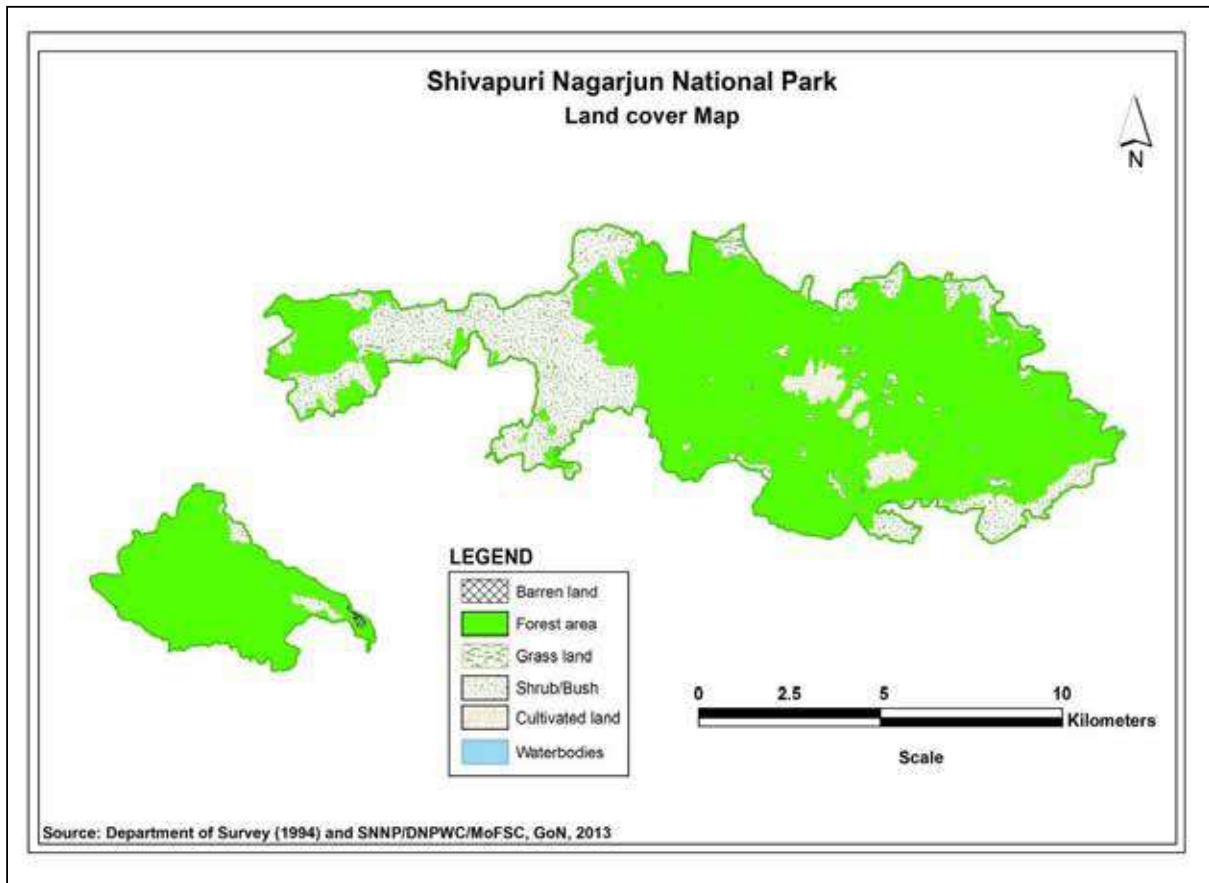 Shivapuri Nagarjun National Park
Land cover Map
N
LEGEND
Barren land
Forest area
Grass land
Shrub/Bush
Cultivated land
Waterbodies
0 2.5 5 10
Kilometers
Scale
Source: Department of Survey (1994) and SNNP/DNPWC/MoFSC, GoN, 2013